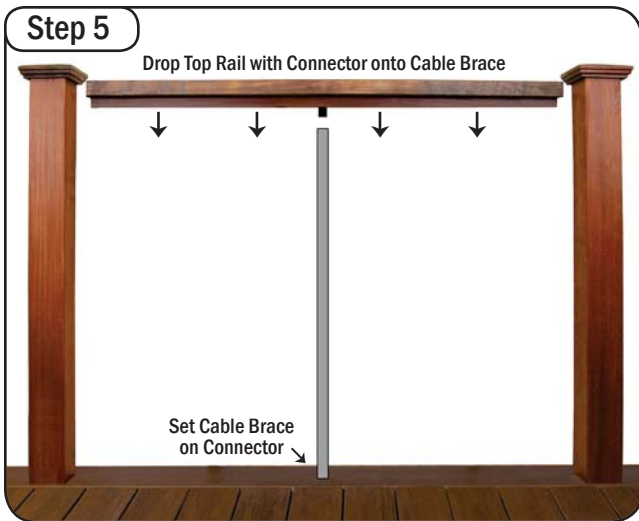 Step 5
Drop Top Rail with Connector onto Cable Brace
Set Cable Brace
on Connector